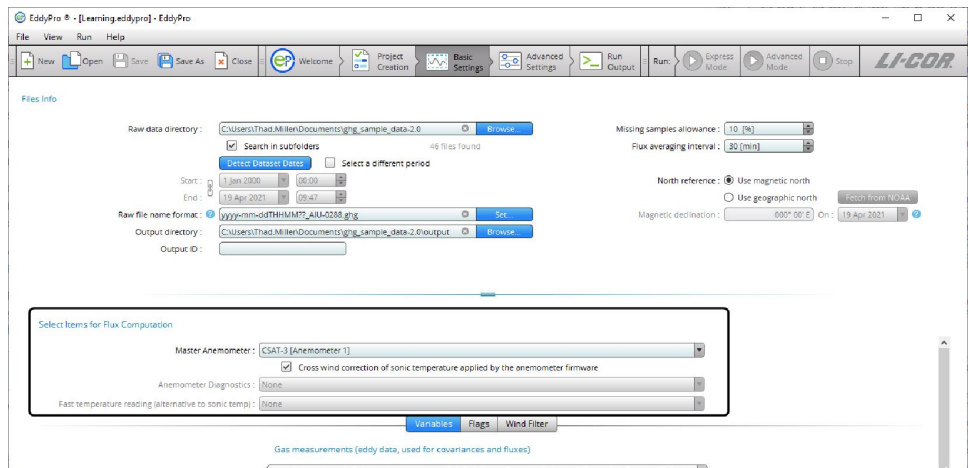 EddyPro ® - [Learning.eddypro] - EddyPro
File View Run Help
New Open Save Save As Close Welcome Project Creation Basic Settings Advanced Settings Run Output Run: Express Mode Advanced Mode Stop LI-COR.
Files Info
Raw data directory : C:\Users\Thad.Miller\Documents\ghg_sample_data-2.0 Browse... Missing samples allowance : 10 [%]
Search in subfolders 46 files found Flux averaging interval : 30 [min]
Detect Dataset Dates Select a different period
Start : 1 Jan 2000 00:00 North reference : Use magnetic north
End : 19 Apr 2021 09:47 Use geographic north Fetch from NOAA
Raw file name format : ? yyyy-mm-ddTHHMM??_AIU-0288.ghg Set... Magnetic declination : 000° 00' E On : 19 Apr 2021 ?
Output directory : C:\Users\Thad.Miller\Documents\ghg_sample_data-2.0\output Browse...
Output ID :
Select Items for Flux Computation
Master Anemometer : CSAT-3 [Anemometer 1]
Cross wind correction of sonic temperature applied by the anemometer firmware
Anemometer Diagnostics : None
Fast temperature reading (alternative to sonic temp) : None
Variables Flags Wind Filter
Gas measurements (eddy data, used for covariances and fluxes)